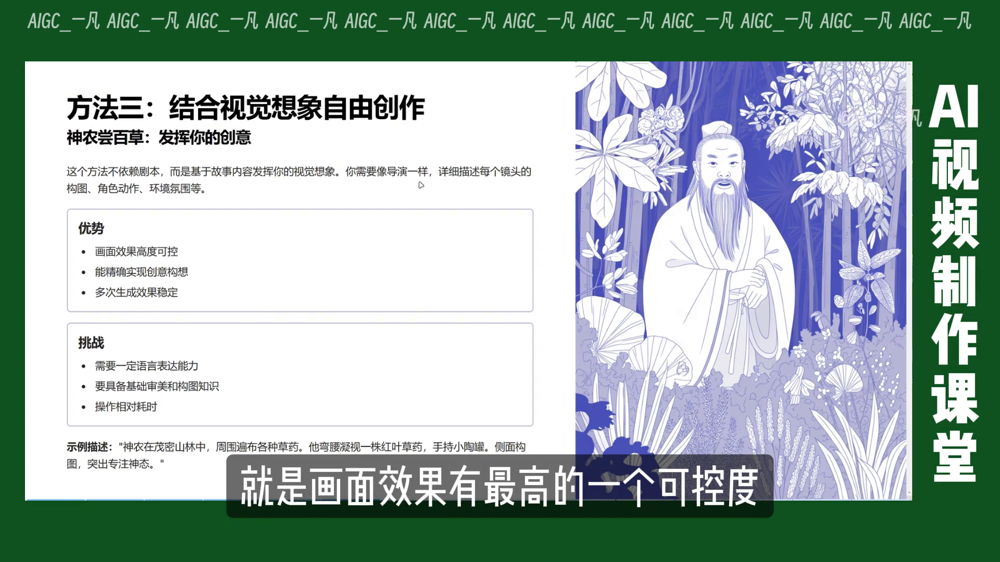 AIGC_一凡 AIGC_一凡 AIGC_一凡 AIGC_一凡 AIGC_一凡 AIGC_一凡 AIGC_一凡 AIGC_一凡 AIGC_一凡 AIGC_一凡 AIGC_一凡 AIGC_一凡
方法三：结合视觉想象自由创作
神农尝百草：发挥你的创意
这个方法不依赖剧本，而是基于故事内容发挥你的视觉想象。你需要像导演一样，详细描述每个镜头的
构图、角色动作、环境氛围等。
优势
• 画面效果高度可控
• 能精确实现创意构想
• 多次生成效果稳定
挑战
• 需要一定语言表达能力
• 要具备基础审美和构图知识
• 操作相对耗时
示例描述："神农在茂密山林中，周围遍布各种草药。他弯腰凝视一株红叶草药，手持小陶罐。侧面构
图，突出专注神态。"
就是画面效果有最高的一个可控度
AI视频制作课堂